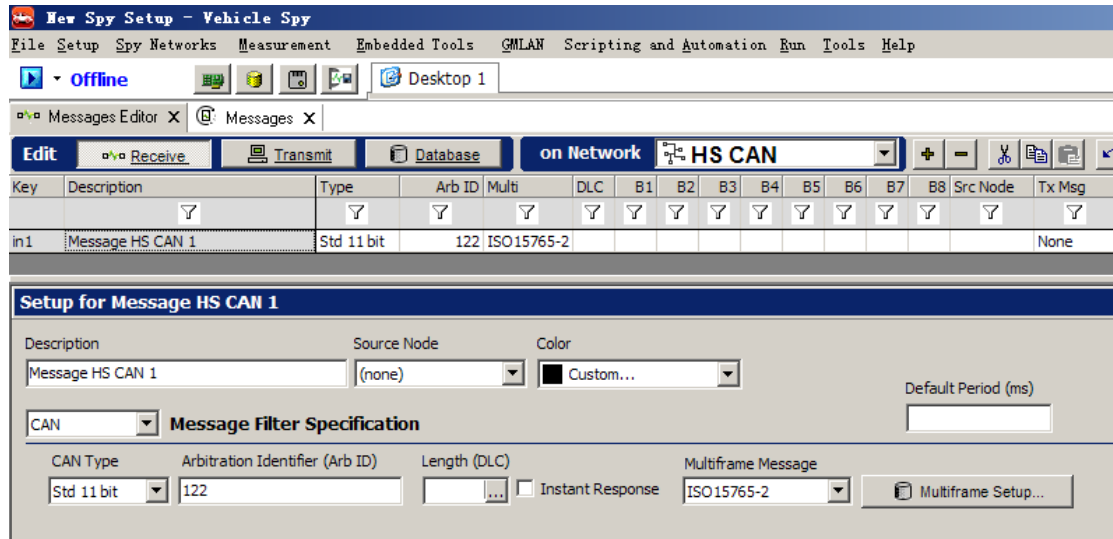 New Spy Setup - Vehicle Spy
File Setup Spy Networks Measurement Embedded Tools GMLAN Scripting and Automation Run Tools Help
Offline Desktop 1
Messages Editor X Messages X
Edit Receive Transmit Database on Network HS CAN
Key Description Type Arb ID Multi DLC B1 B2 B3 B4 B5 B6 B7 B8 Src Node Tx Msg
in1 Message HS CAN 1 Std 11 bit 122 ISO15765-2 None
Setup for Message HS CAN 1
Description Source Node Color
Message HS CAN 1 (none) Custom...
Default Period (ms)
CAN Message Filter Specification
CAN Type Arbitration Identifier (Arb ID) Length (DLC) Multiframe Message
Std 11 bit 122 ... Instant Response ISO15765-2 Multiframe Setup...